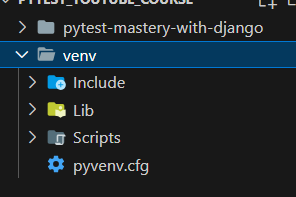 PYTEST_YOUTUBE_COURSE
pytest-mastery-with-django
venv
Include
Lib
Scripts
pyvenv.cfg